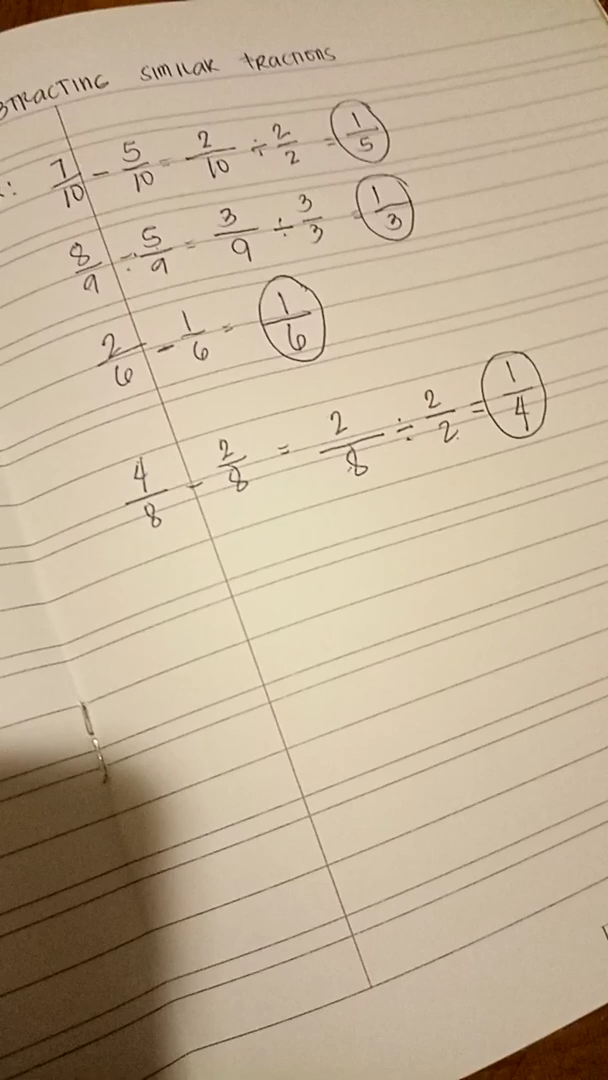 BTRACTING SIMILAR fRACTIONS
: 7/10 - 5/10 = 2/10 ÷ 2/2 = 1/5
8/9 ÷ 5/9 = 3/9 ÷ 3/3 = 1/3
2/6 - 1/6 = 1/6
4/8 - 2/8 = 2/8 ÷ 2/2 = 1/4